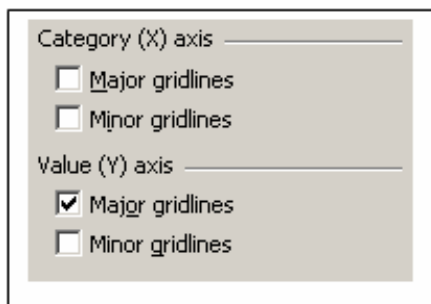 Category (X) axis
Major gridlines
Minor gridlines
Value (Y) axis
Major gridlines
Minor gridlines